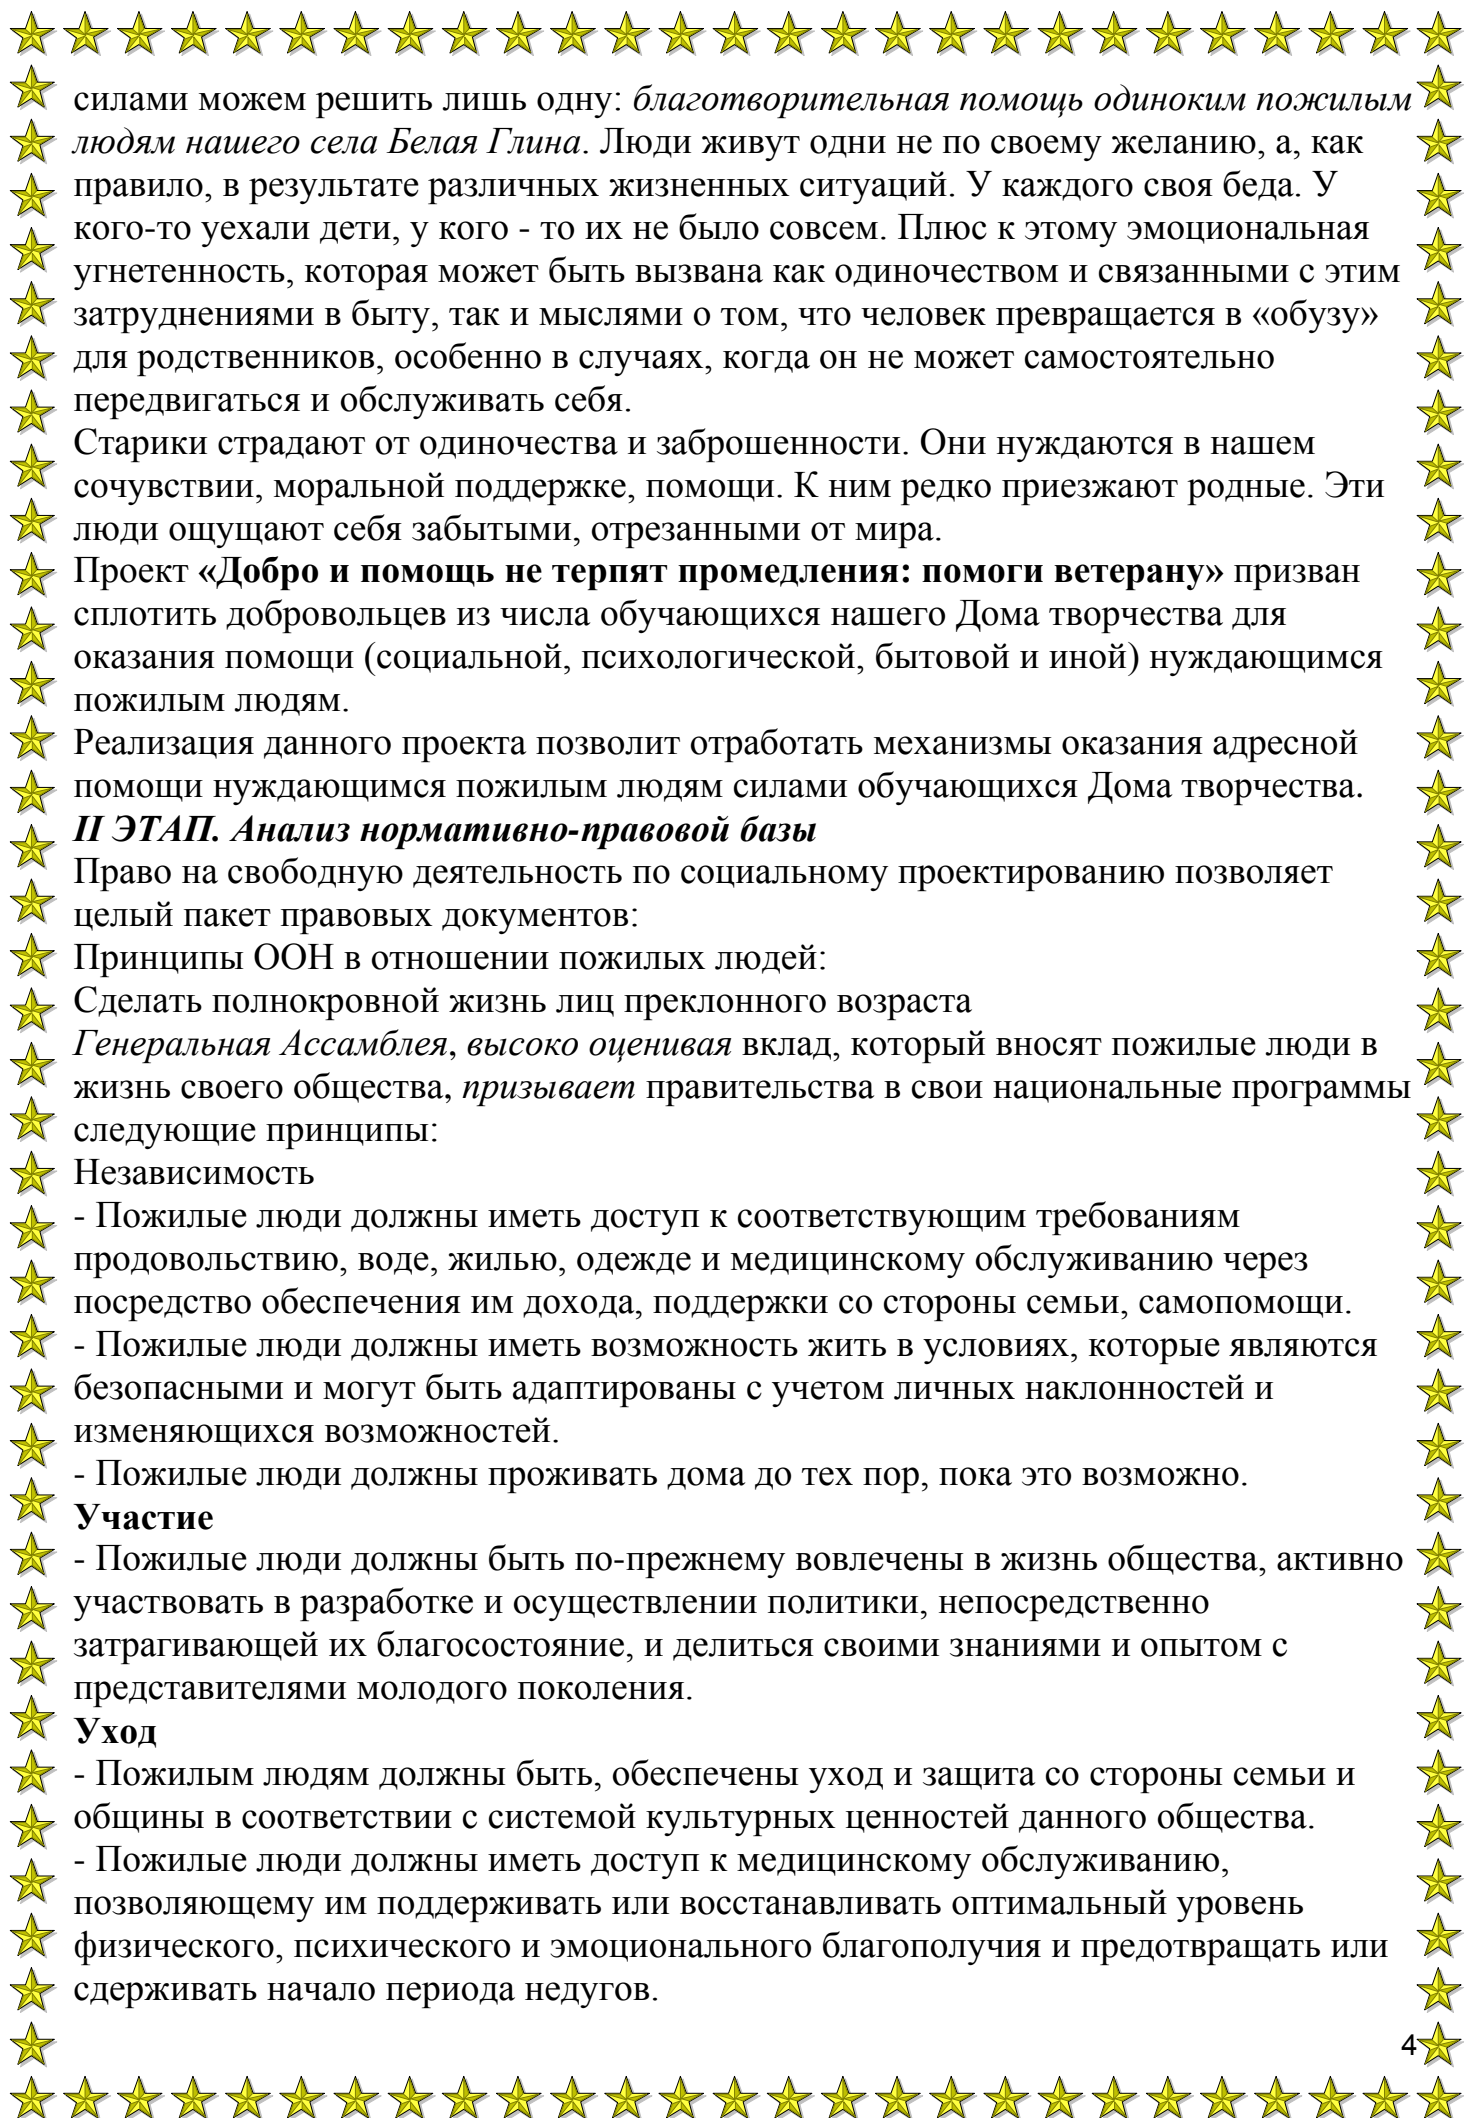 силами можем решить лишь одну: благотворительная помощь одиноким пожилым
людям нашего села Белая Глина. Люди живут одни не по своему желанию, а, как
правило, в результате различных жизненных ситуаций. У каждого своя беда. У
кого-то уехали дети, у кого - то их не было совсем. Плюс к этому эмоциональная
угнетенность, которая может быть вызвана как одиночеством и связанными с этим
затруднениями в быту, так и мыслями о том, что человек превращается в «обузу»
для родственников, особенно в случаях, когда он не может самостоятельно
передвигаться и обслуживать себя.
Старики страдают от одиночества и заброшенности. Они нуждаются в нашем
сочувствии, моральной поддержке, помощи. К ним редко приезжают родные. Эти
люди ощущают себя забытыми, отрезанными от мира.
Проект «Добро и помощь не терпят промедления: помоги ветерану» призван
сплотить добровольцев из числа обучающихся нашего Дома творчества для
оказания помощи (социальной, психологической, бытовой и иной) нуждающимся
пожилым людям.
Реализация данного проекта позволит отработать механизмы оказания адресной
помощи нуждающимся пожилым людям силами обучающихся Дома творчества.
II ЭТАП. Анализ нормативно-правовой базы
Право на свободную деятельность по социальному проектированию позволяет
целый пакет правовых документов:
Принципы ООН в отношении пожилых людей:
Сделать полнокровной жизнь лиц преклонного возраста
Генеральная Ассамблея, высоко оценивая вклад, который вносят пожилые люди в
жизнь своего общества, призывает правительства в свои национальные программы
следующие принципы:
Независимость
- Пожилые люди должны иметь доступ к соответствующим требованиям
продовольствию, воде, жилью, одежде и медицинскому обслуживанию через
посредство обеспечения им дохода, поддержки со стороны семьи, самопомощи.
- Пожилые люди должны иметь возможность жить в условиях, которые являются
безопасными и могут быть адаптированы с учетом личных наклонностей и
изменяющихся возможностей.
- Пожилые люди должны проживать дома до тех пор, пока это возможно.
Участие
- Пожилые люди должны быть по-прежнему вовлечены в жизнь общества, активно
участвовать в разработке и осуществлении политики, непосредственно
затрагивающей их благосостояние, и делиться своими знаниями и опытом с
представителями молодого поколения.
Уход
- Пожилым людям должны быть, обеспечены уход и защита со стороны семьи и
общины в соответствии с системой культурных ценностей данного общества.
- Пожилые люди должны иметь доступ к медицинскому обслуживанию,
позволяющему им поддерживать или восстанавливать оптимальный уровень
физического, психического и эмоционального благополучия и предотвращать или
сдерживать начало периода недугов.
4